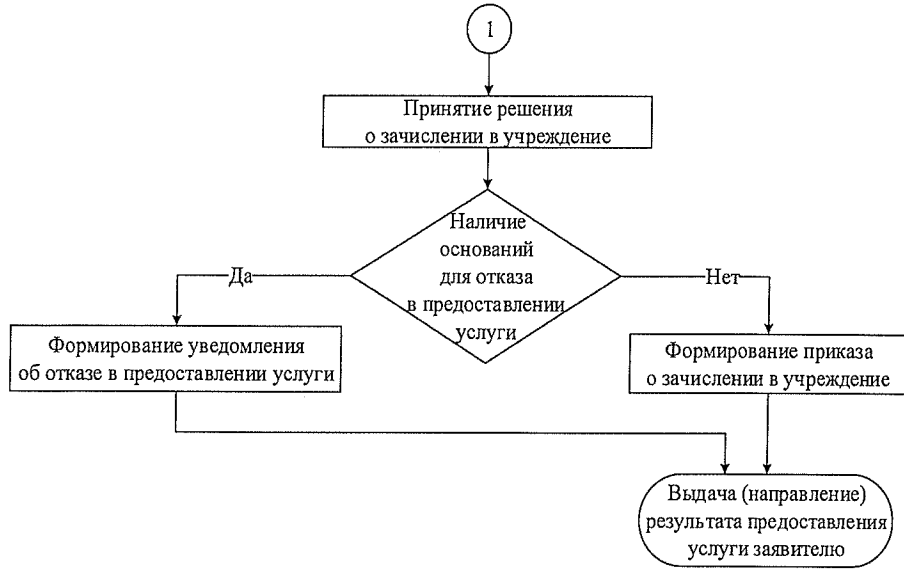 1
Принятие решения
о зачислении в учреждение
Наличие
оснований
для отказа
в предоставлении
услуги
Да
Нет
Формирование уведомления
об отказе в предоставлении услуги
Формирование приказа
о зачислении в учреждение
Выдача (направление)
результата предоставления
услуги заявителю